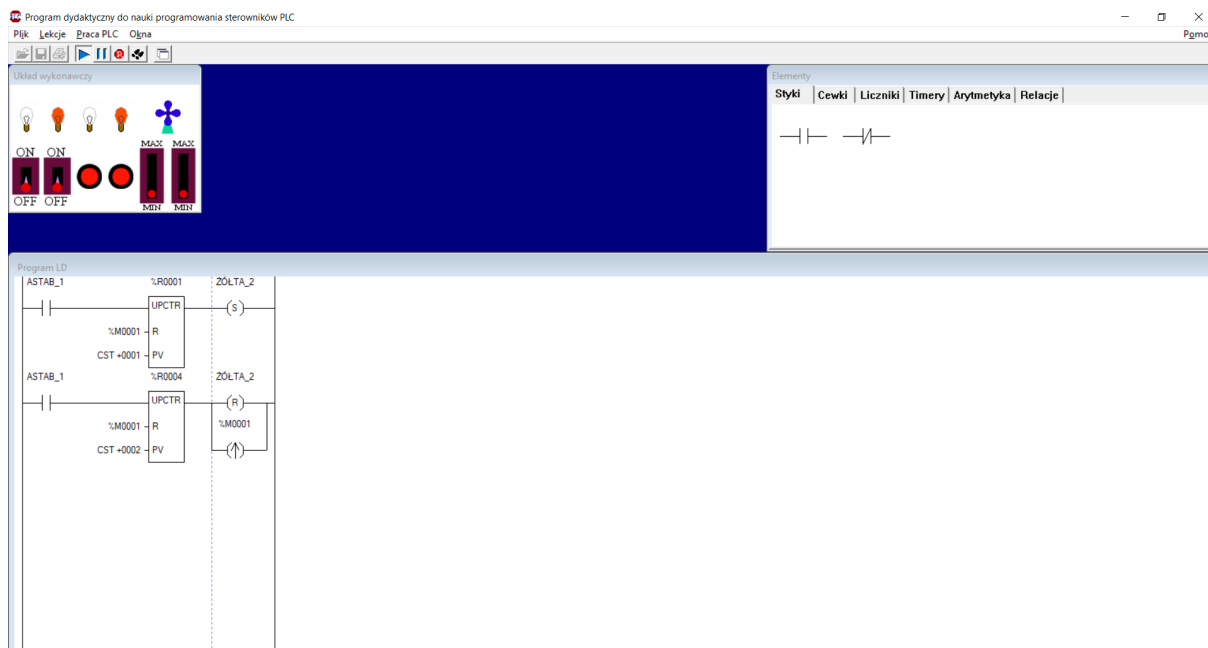 Program dydaktyczny do nauki programowania sterowników PLC
Plik Lekcje Praca PLC Okna
Układ wykonawczy
ON ON MAX MAX
OFF OFF MIN MIN
Elementy
Styki Cewki Liczniki Timery Arytmetyka Relacje
Program LD
ASTAB_1 %R0001 ŻÓŁTA_2
UPCTR S
%M0001 R
CST +0001 PV
ASTAB_1 %R0004 ŻÓŁTA_2
UPCTR R
%M0001 R %M0001
CST +0002 PV